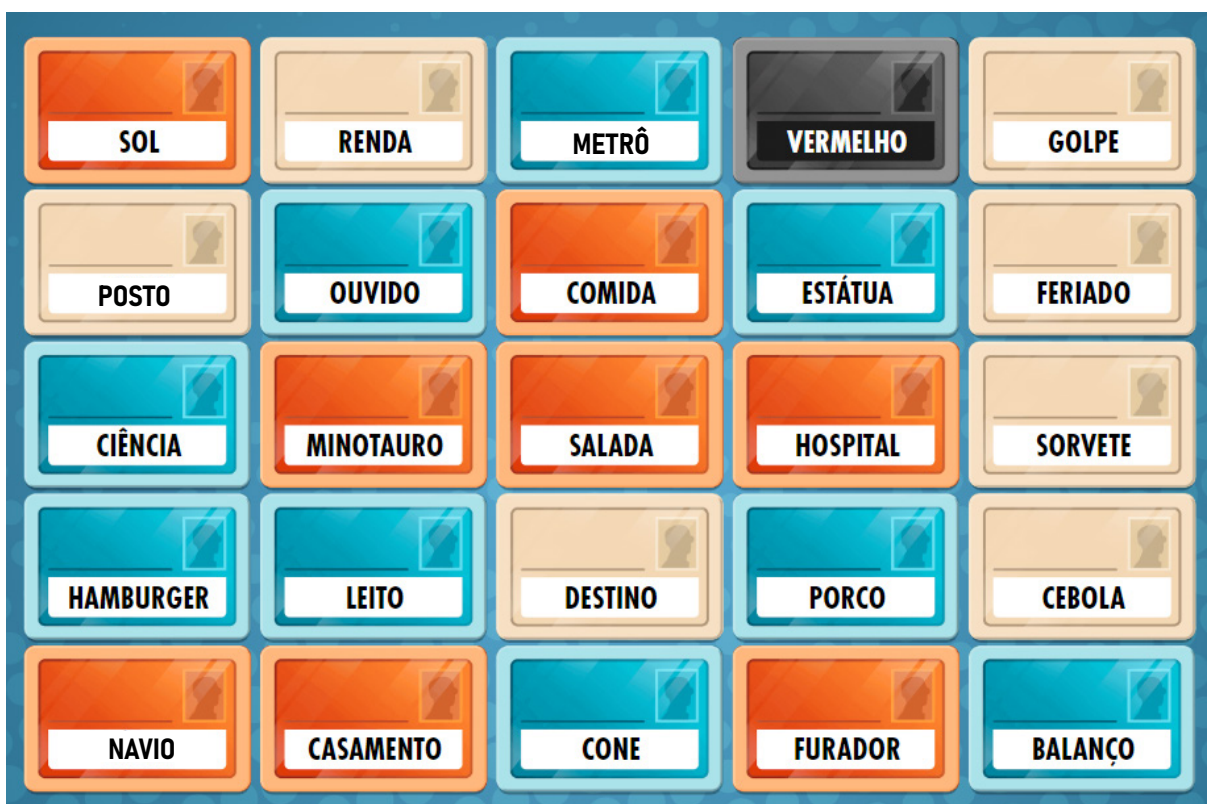 SOL
RENDA
METRÔ
VERMELHO
GOLPE
POSTO
OUVIDO
COMIDA
ESTÁTUA
FERIADO
CIÊNCIA
MINOTAURO
SALADA
HOSPITAL
SORVETE
HAMBURGER
LEITO
DESTINO
PORCO
CEBOLA
NAVIO
CASAMENTO
CONE
FURADOR
BALANÇO